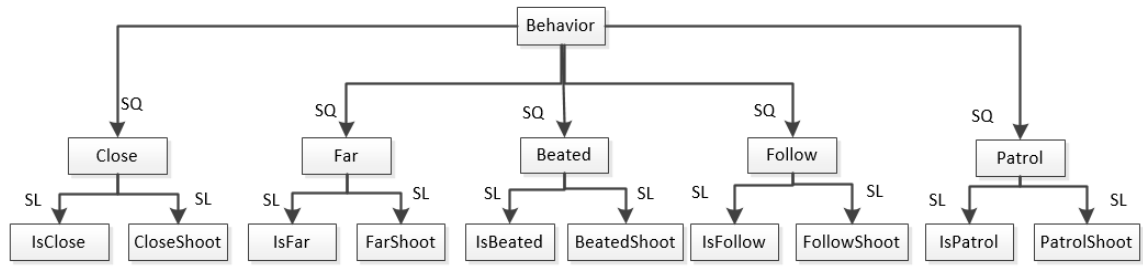 Behavior
SQ SQ SQ SQ SQ
Close Far Beated Follow Patrol
SL SL SL SL SL SL SL SL SL SL
IsClose CloseShoot IsFar FarShoot IsBeated BeatedShoot IsFollow FollowShoot IsPatrol PatrolShoot